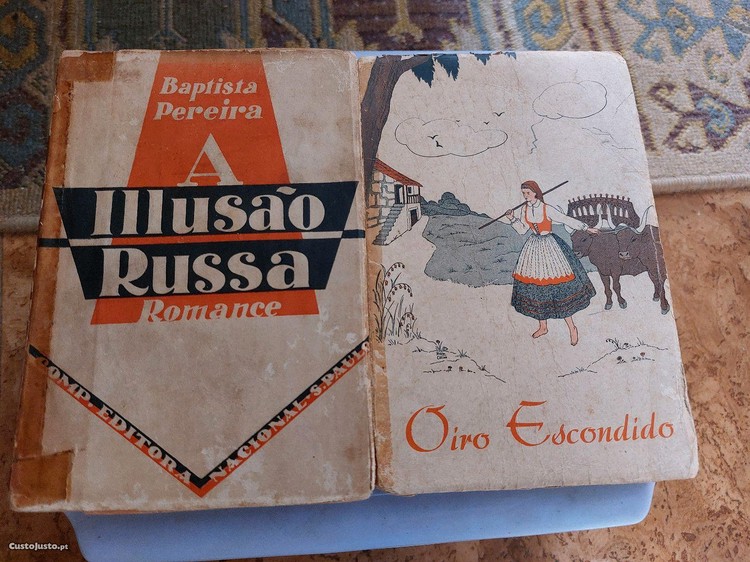 Baptista
Pereira
A
Illusão
Russa
Romance
COMP. EDITORA NACIONAL - S. PAULO
Oiro Escondido
CustoJusto.pt